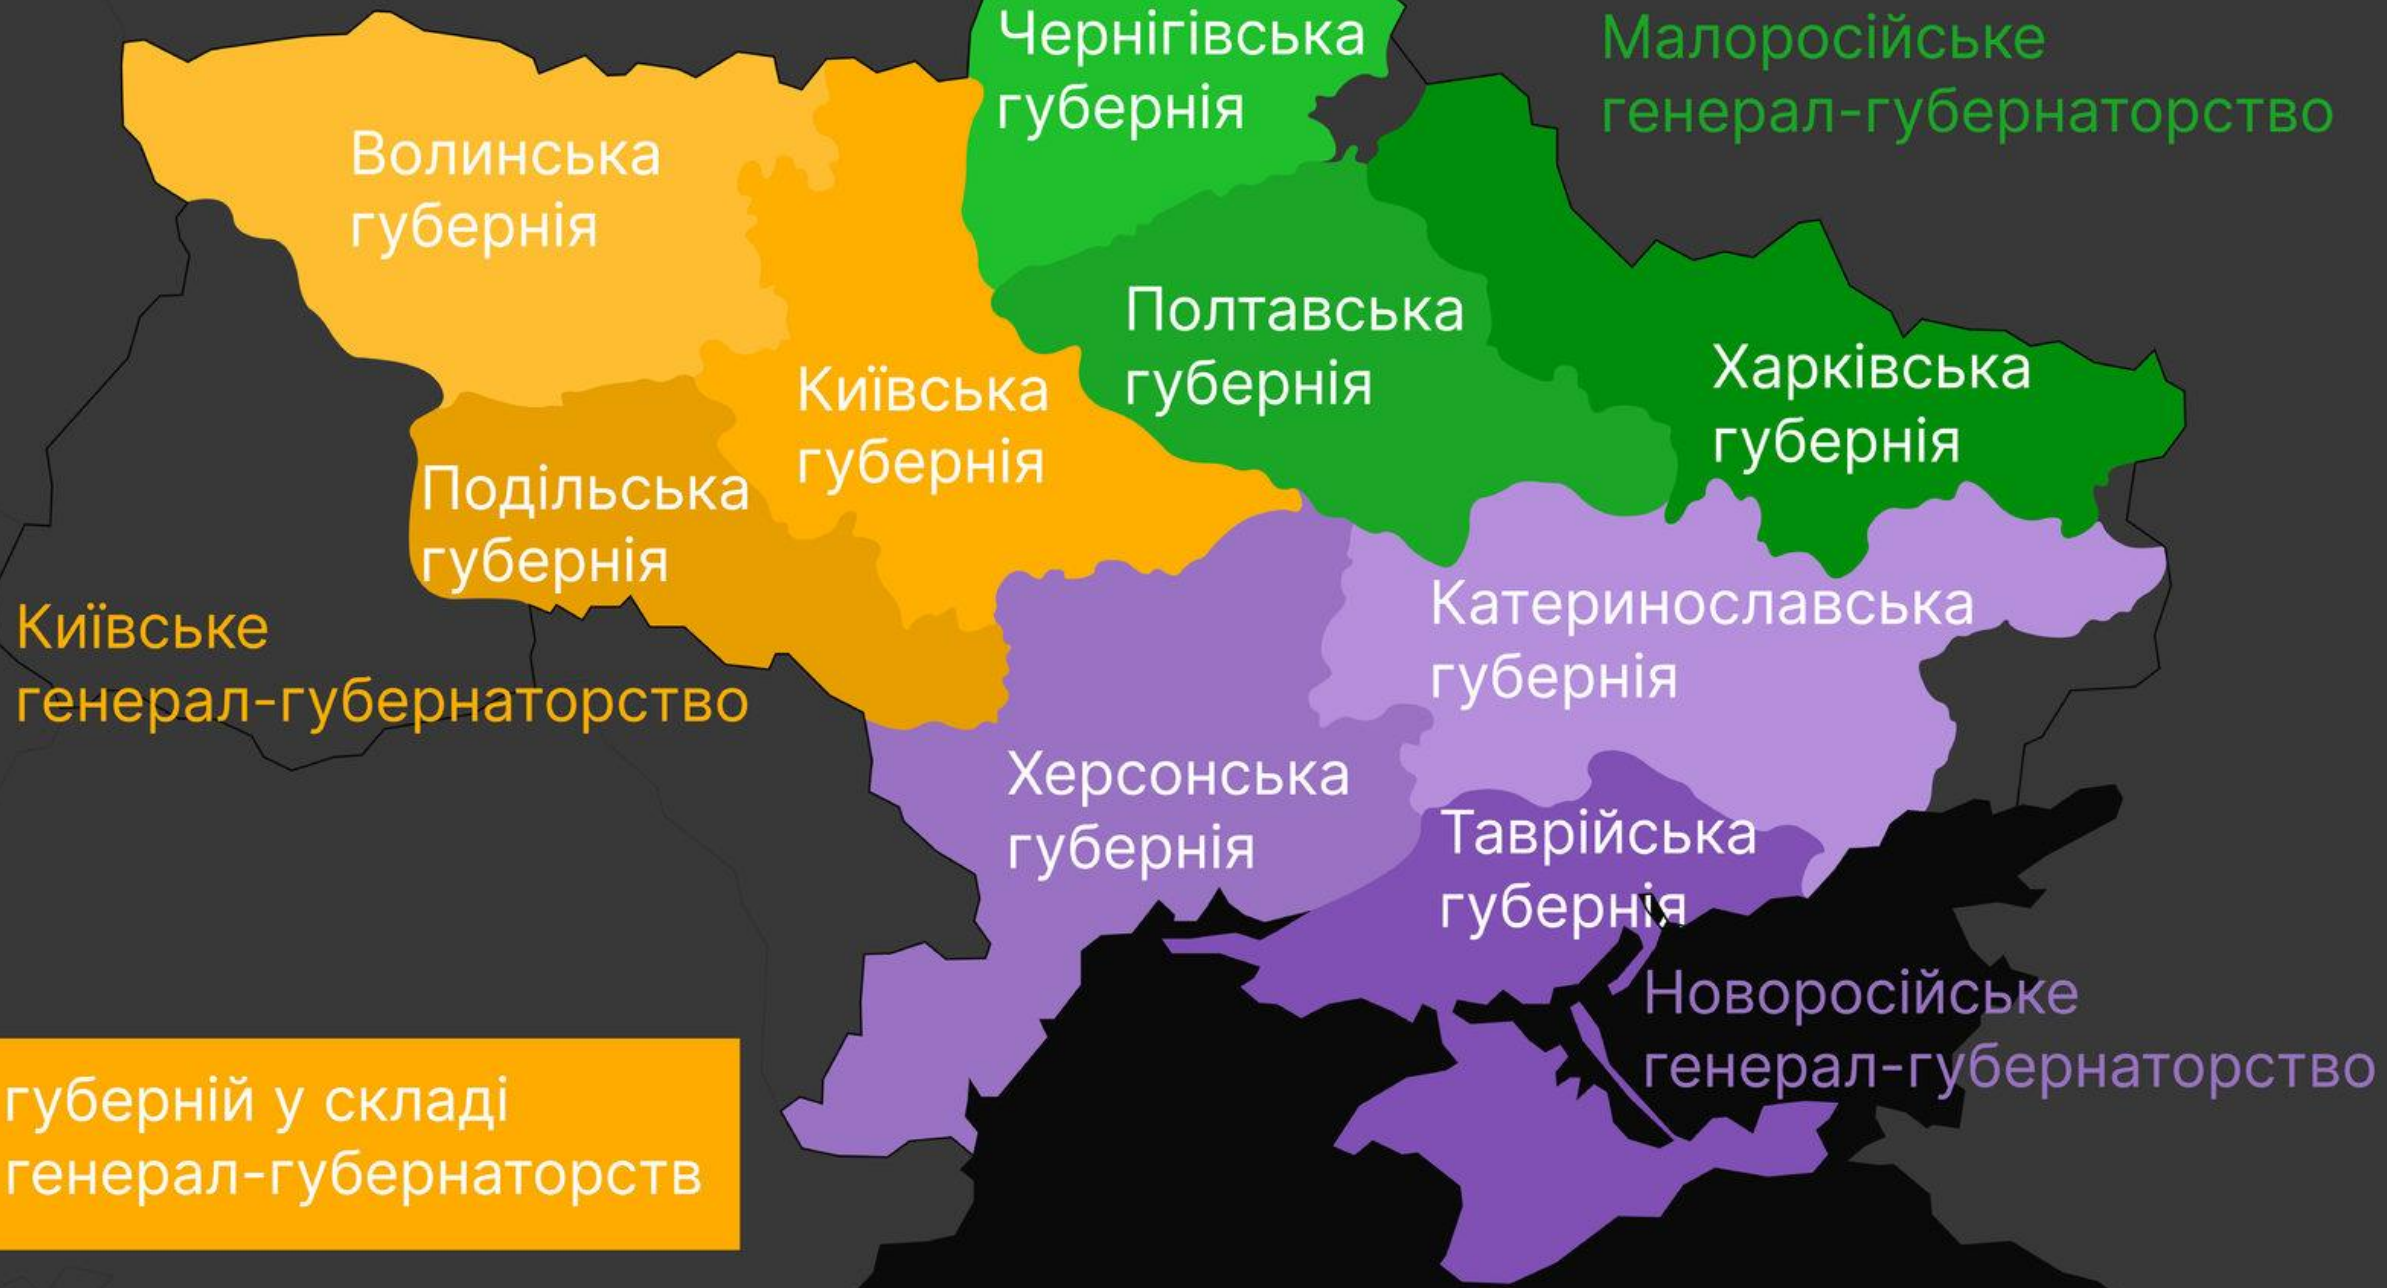 Чернігівська
губернія
Малоросійське
генерал-губернаторство
Волинська
губернія
Полтавська
губернія
Харківська
губернія
Київська
губернія
Подільська
губернія
Київське
генерал-губернаторство
Катеринославська
губернія
Херсонська
губернія
Таврійська
губернія
Новоросійське
генерал-губернаторство
губерній у складі
генерал-губернаторств